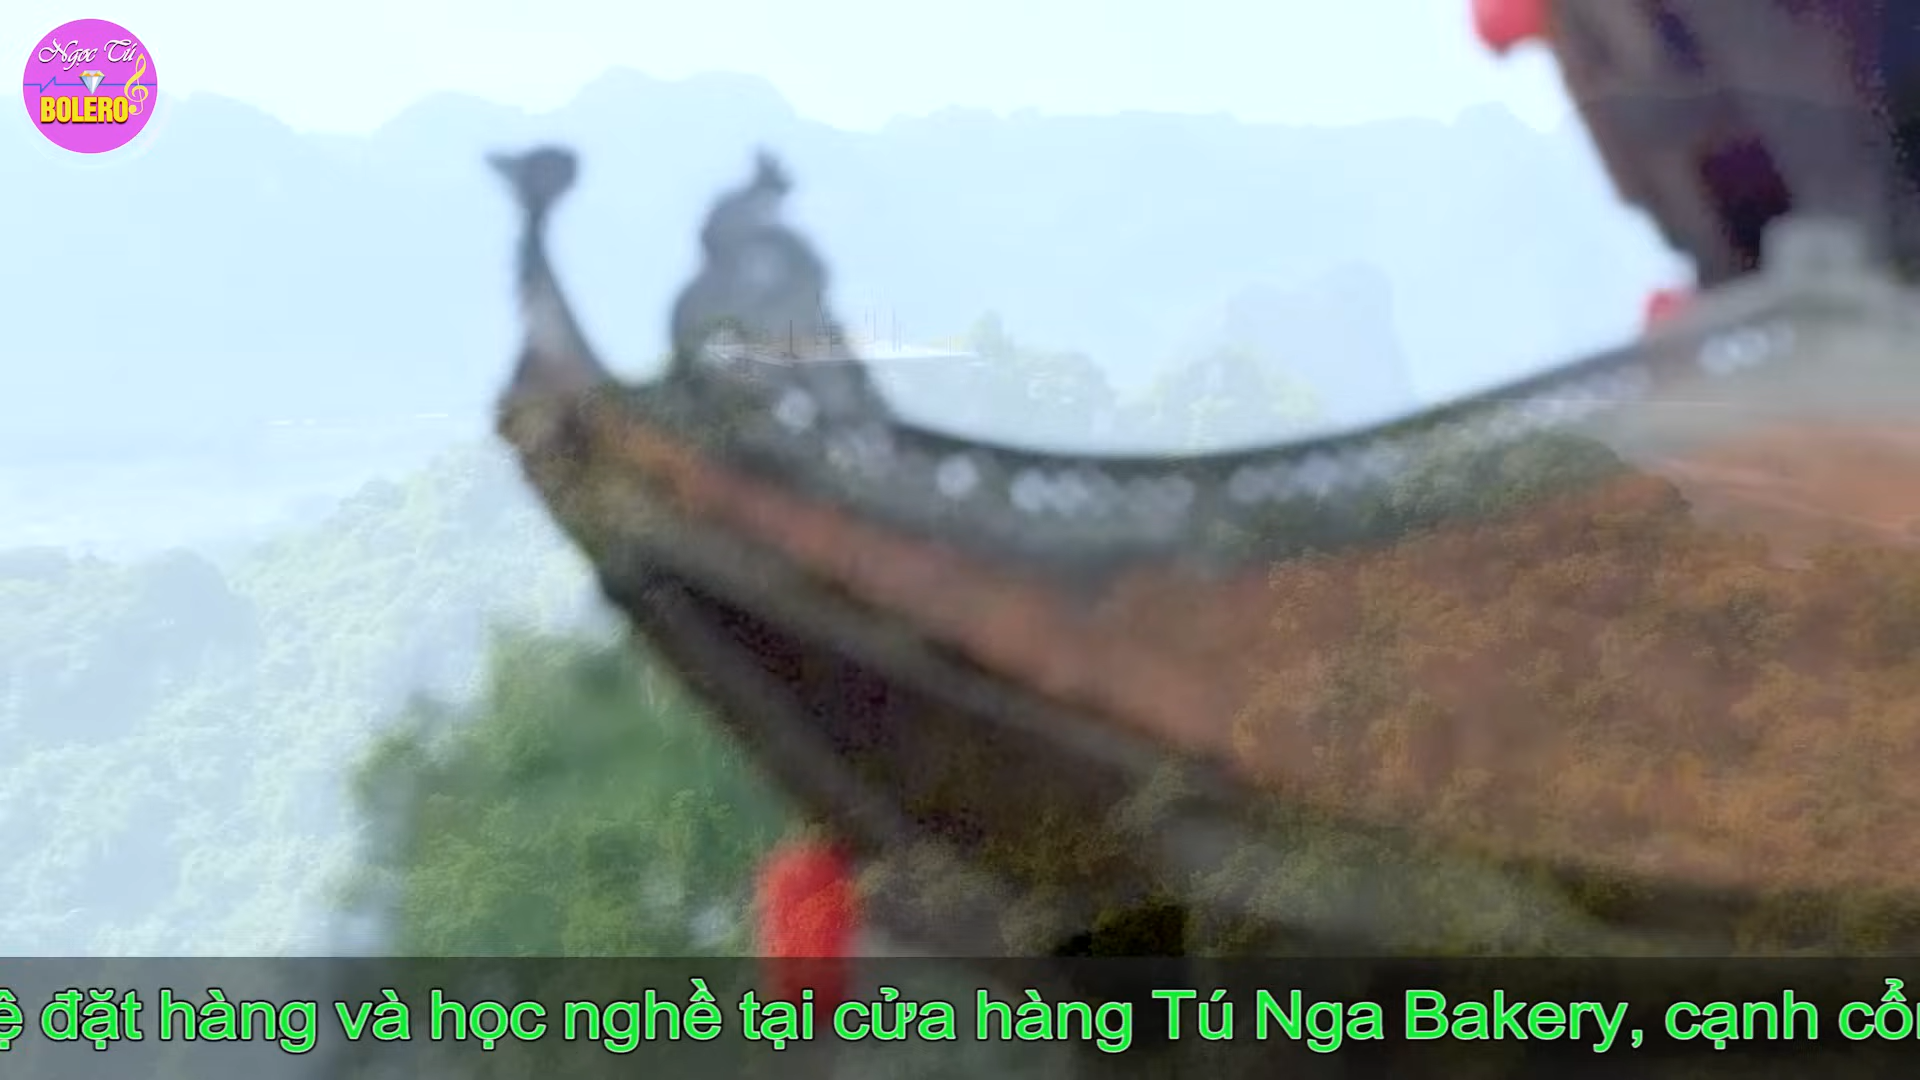 Ngọc Tú
BOLERO
ệ đặt hàng và học nghề tại cửa hàng Tú Nga Bakery, cạnh cổ